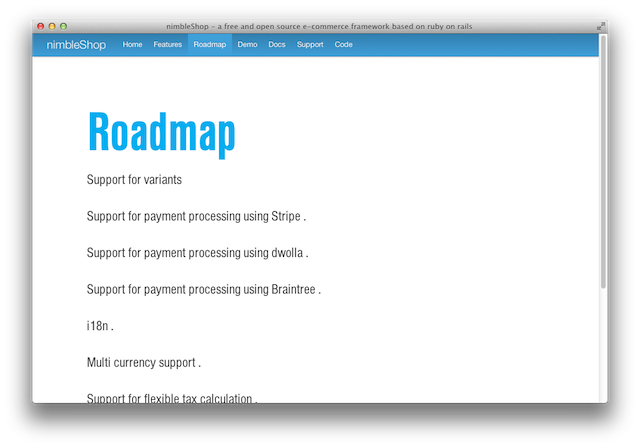 nimbleShop – a free and open source e-commerce framework based on ruby on rails
nimbleShop Home Features Roadmap Demo Docs Support Code
Roadmap
Support for variants
Support for payment processing using Stripe .
Support for payment processing using dwolla .
Support for payment processing using Braintree .
i18n .
Multi currency support .
Support for flexible tax calculation .